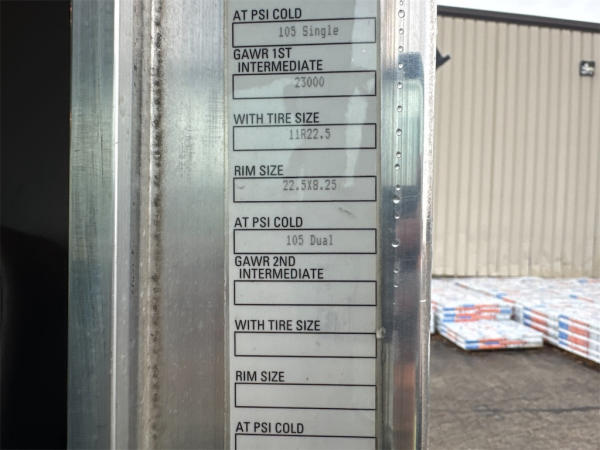 AT PSI COLD
105 Single
GAWR 1ST
INTERMEDIATE
23000
WITH TIRE SIZE
11R22.5
RIM SIZE
22.5X8.25
AT PSI COLD
105 Dual
GAWR 2ND
INTERMEDIATE
WITH TIRE SIZE
RIM SIZE
AT PSI COLD